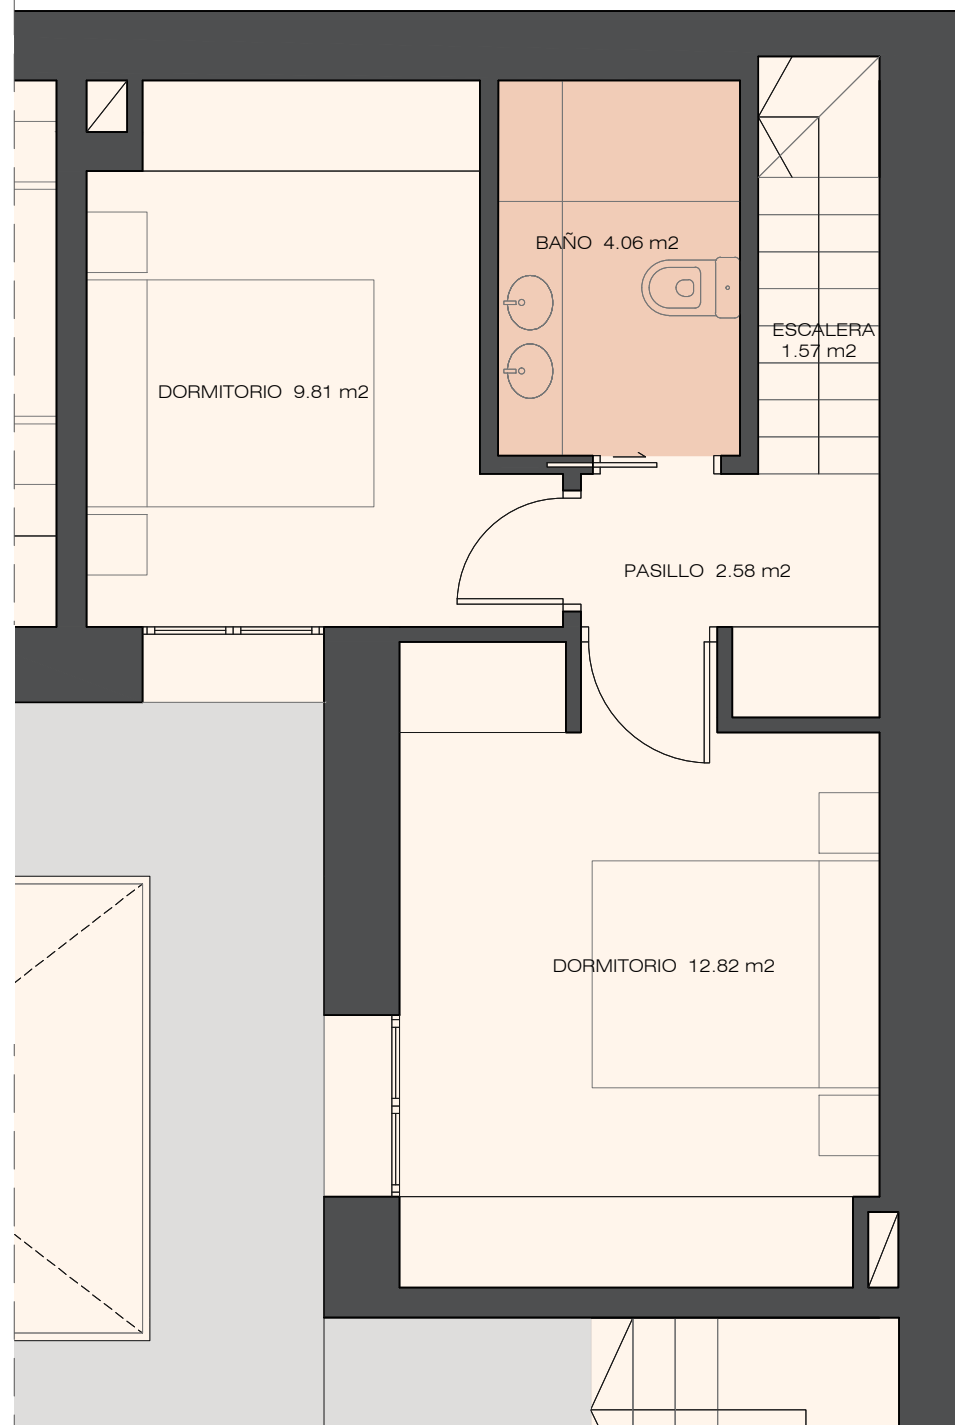 BAÑO 4.06 m2
ESCALERA
1.57 m2
DORMITORIO 9.81 m2
PASILLO 2.58 m2
DORMITORIO 12.82 m2